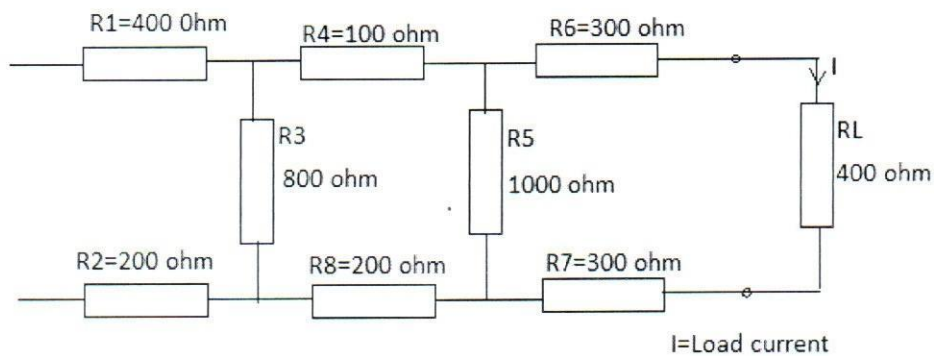 R1=400 0hm
R4=100 ohm
R6=300 ohm
I
R3
800 ohm
R5
1000 ohm
RL
400 ohm
R2=200 ohm
R8=200 ohm
R7=300 ohm
I=Load current